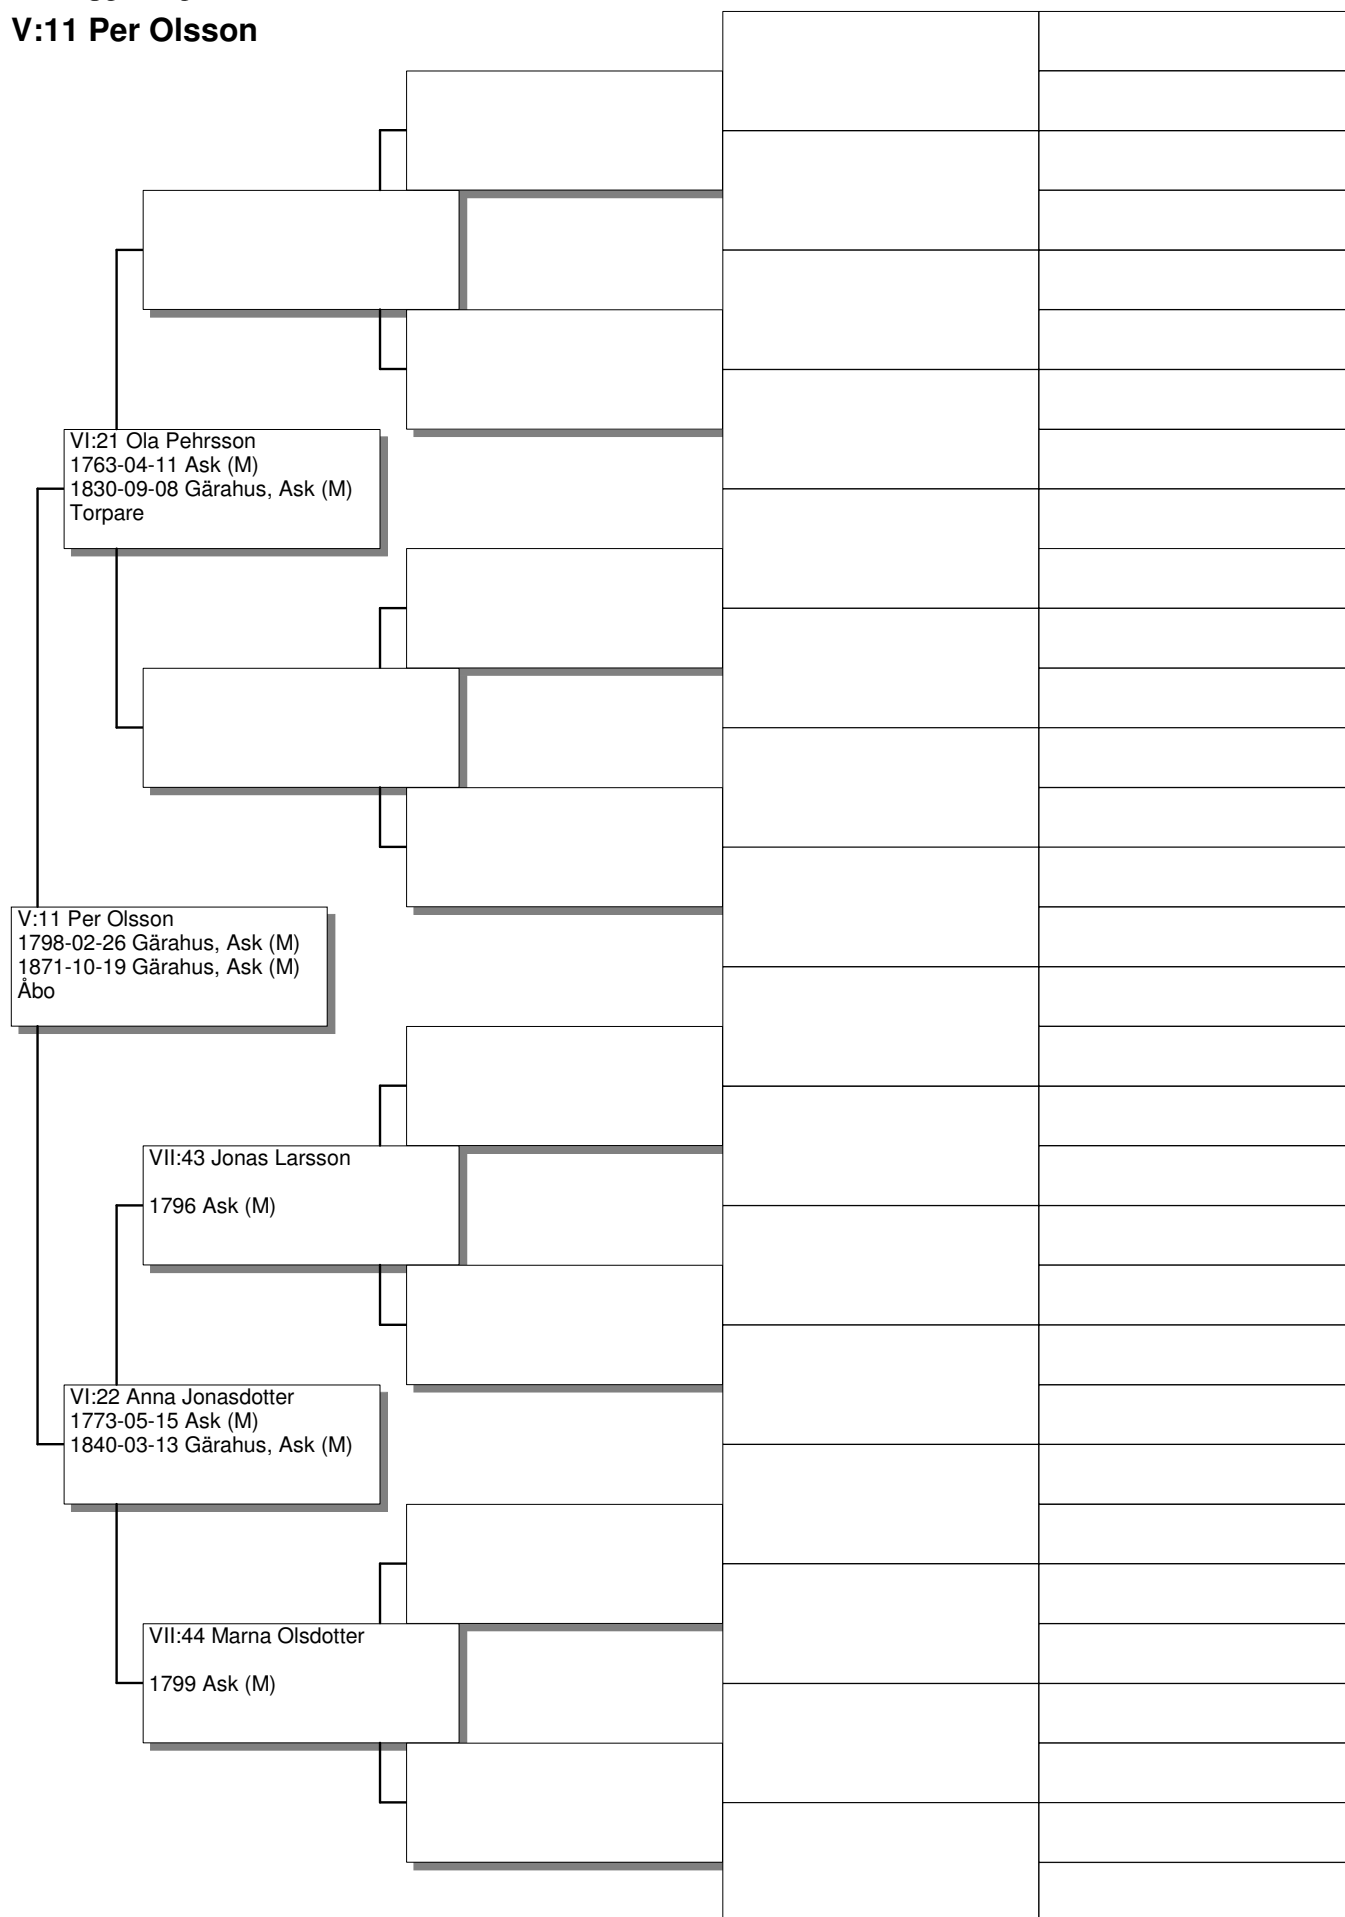 V:11 Per Olsson
VI:21 Ola Pehrsson
1763-04-11 Ask (M)
1830-09-08 Gärahus, Ask (M)
Torpare
V:11 Per Olsson
1798-02-26 Gärahus, Ask (M)
1871-10-19 Gärahus, Ask (M)
Åbo
VII:43 Jonas Larsson
1796 Ask (M)
VI:22 Anna Jonasdotter
1773-05-15 Ask (M)
1840-03-13 Gärahus, Ask (M)
VII:44 Marna Olsdotter
1799 Ask (M)